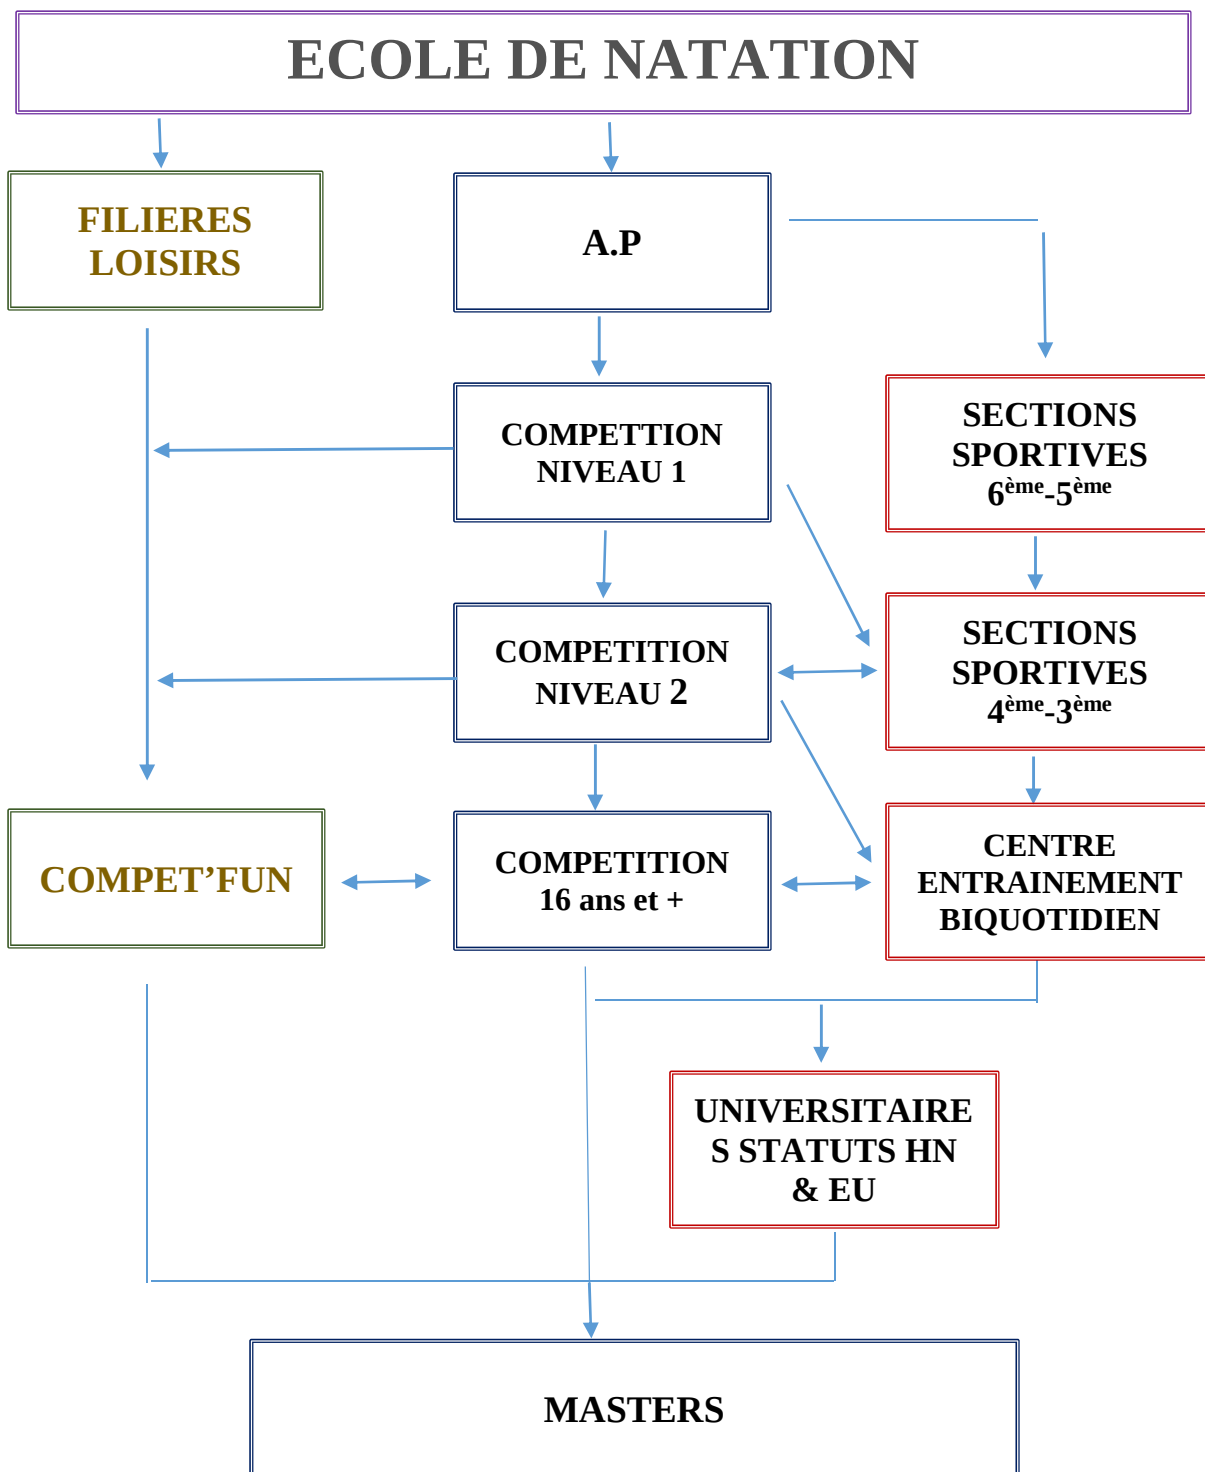 ECOLE DE NATATION
FILIERES
LOISIRS
A.P
COMPETTION
NIVEAU 1
SECTIONS
SPORTIVES
6ème-5ème
COMPETITION
NIVEAU 2
SECTIONS
SPORTIVES
4ème-3ème
COMPET’FUN
COMPETITION
16 ans et +
CENTRE
ENTRAINEMENT
BIQUOTIDIEN
UNIVERSITAIRE
S STATUTS HN
& EU
MASTERS